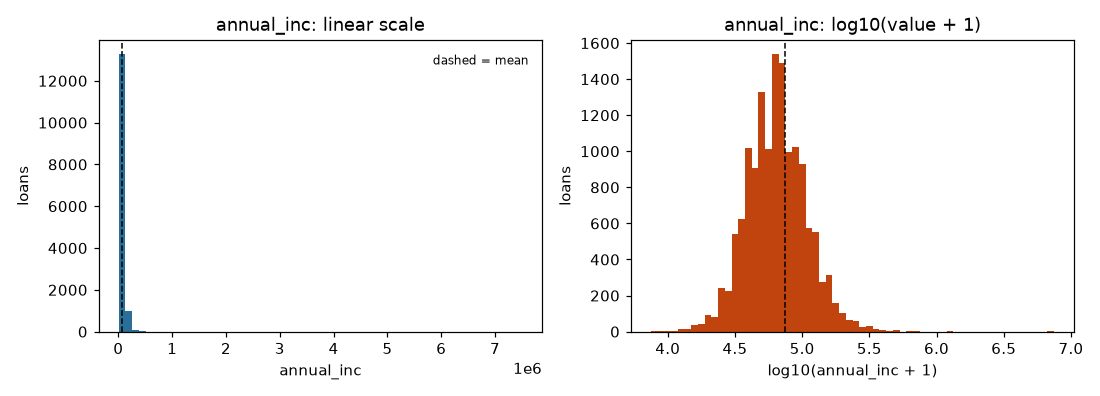 annual_inc: linear scale
dashed = mean
loans
12000
10000
8000
6000
4000
2000
0
0 1 2 3 4 5 6 7
1e6
annual_inc
annual_inc: log10(value + 1)
loans
1600
1400
1200
1000
800
600
400
200
0
4.0 4.5 5.0 5.5 6.0 6.5 7.0
log10(annual_inc + 1)